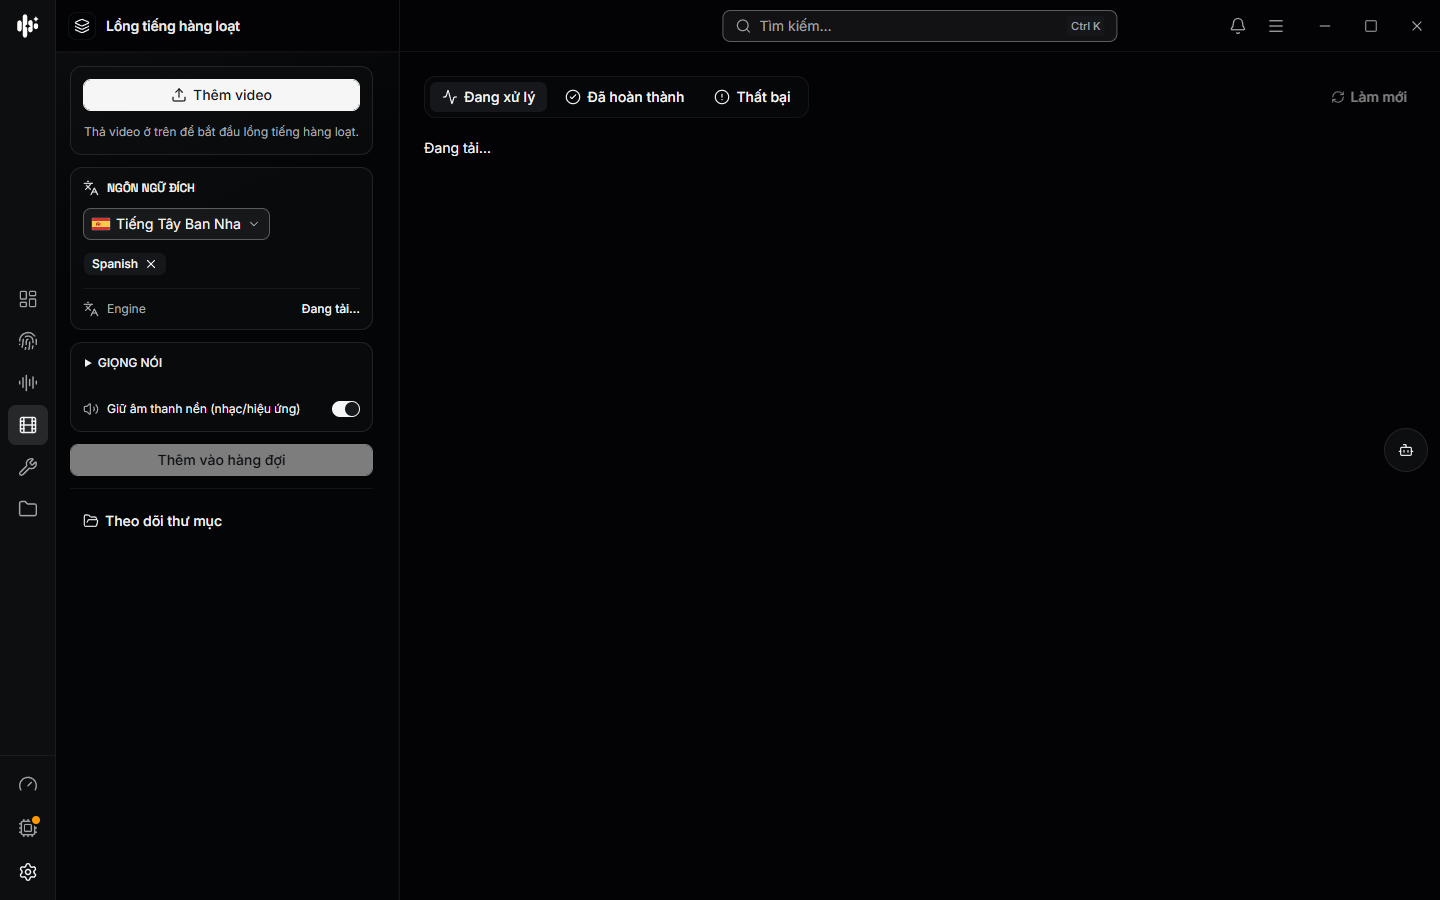 Lồng tiếng hàng loạt
Tìm kiếm...
Ctrl K
Thêm video
Thả video ở trên để bắt đầu lồng tiếng hàng loạt.
NGÔN NGỮ ĐÍCH
Tiếng Tây Ban Nha
Spanish
Engine
Đang tải...
GIỌNG NÓI
Giữ âm thanh nền (nhạc/hiệu ứng)
Thêm vào hàng đợi
Theo dõi thư mục
Đang xử lý
Đã hoàn thành
Thất bại
Làm mới
Đang tải...